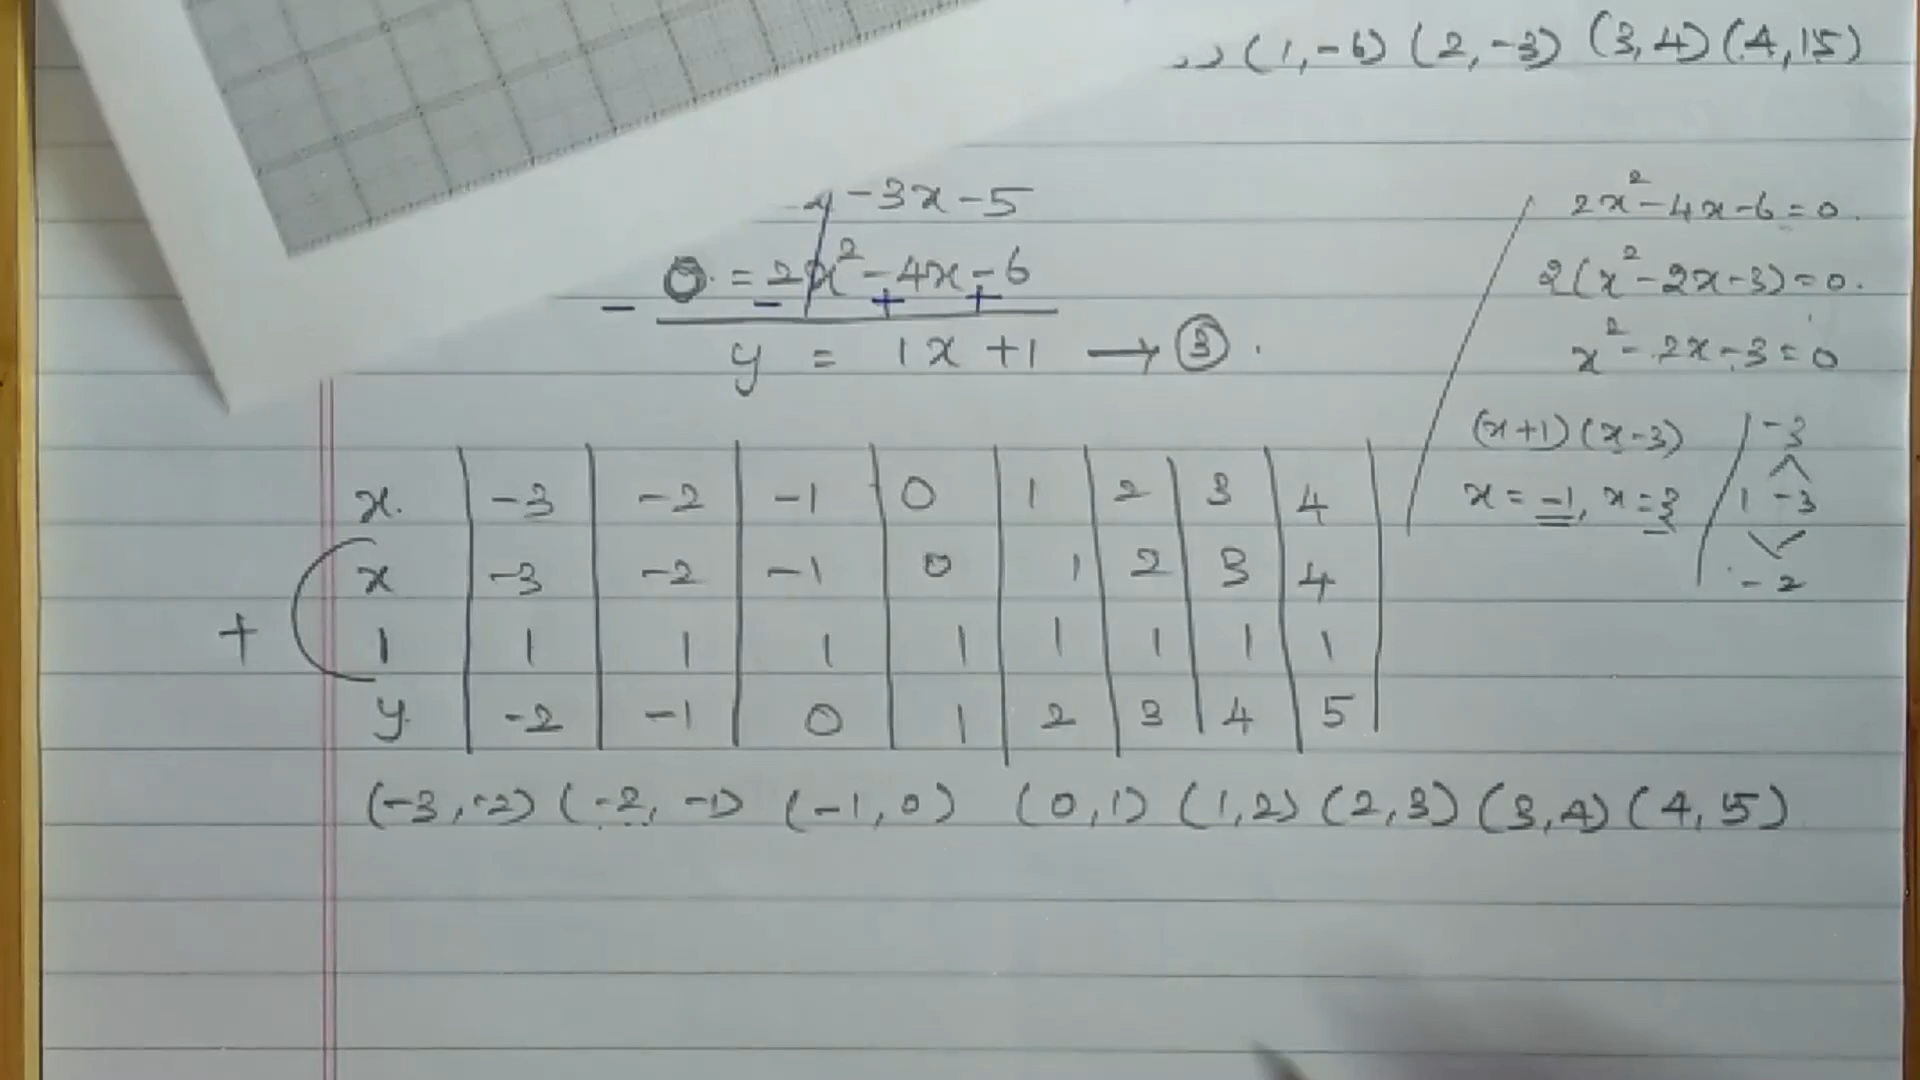 (1,-6) (2,-3) (3,4) (4,15)
-3x-5
0 = 2x²-4x-6
- - + +
y = 1x+1 → ③.
x. -3 -2 -1 0 1 2 3 4
x -3 -2 -1 0 1 2 3 4
+ 1 1 1 1 1 1 1 1 1
y -2 -1 0 1 2 3 4 5
(-3,-2) (-2,-1) (-1,0) (0,1) (1,2) (2,3) (3,4) (4,5)
2x²-4x-6=0.
2(x²-2x-3)=0.
x²-2x-3=0
(x+1)(x-3)
x=-1, x=3
-3
1 -3
-2